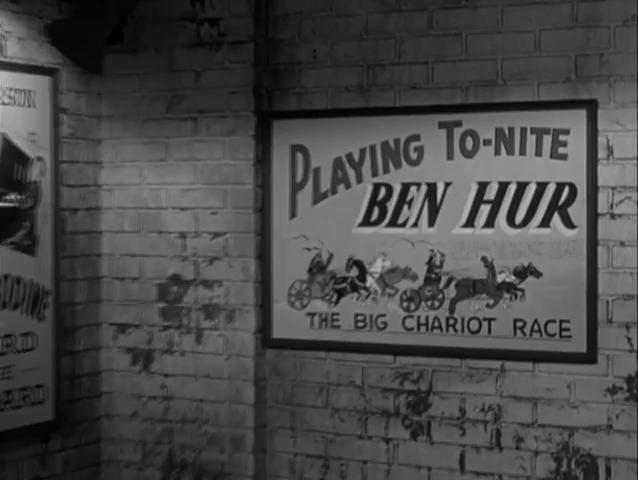 PLAYING TO-NITE
BEN HUR
THE BIG CHARIOT RACE